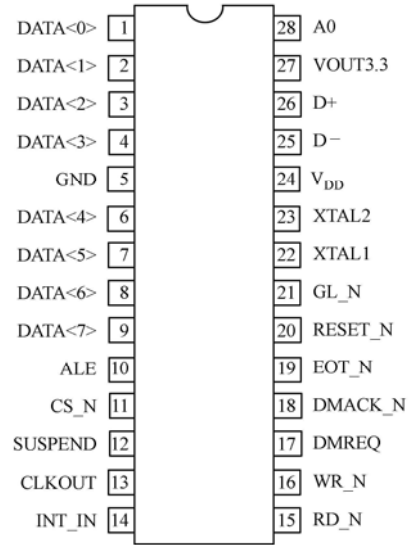 DATA<0> 1 28 A0
DATA<1> 2 27 VOUT3.3
DATA<2> 3 26 D+
DATA<3> 4 25 D−
GND 5 24 VDD
DATA<4> 6 23 XTAL2
DATA<5> 7 22 XTAL1
DATA<6> 8 21 GL_N
DATA<7> 9 20 RESET_N
ALE 10 19 EOT_N
CS_N 11 18 DMACK_N
SUSPEND 12 17 DMREQ
CLKOUT 13 16 WR_N
INT_IN 14 15 RD_N